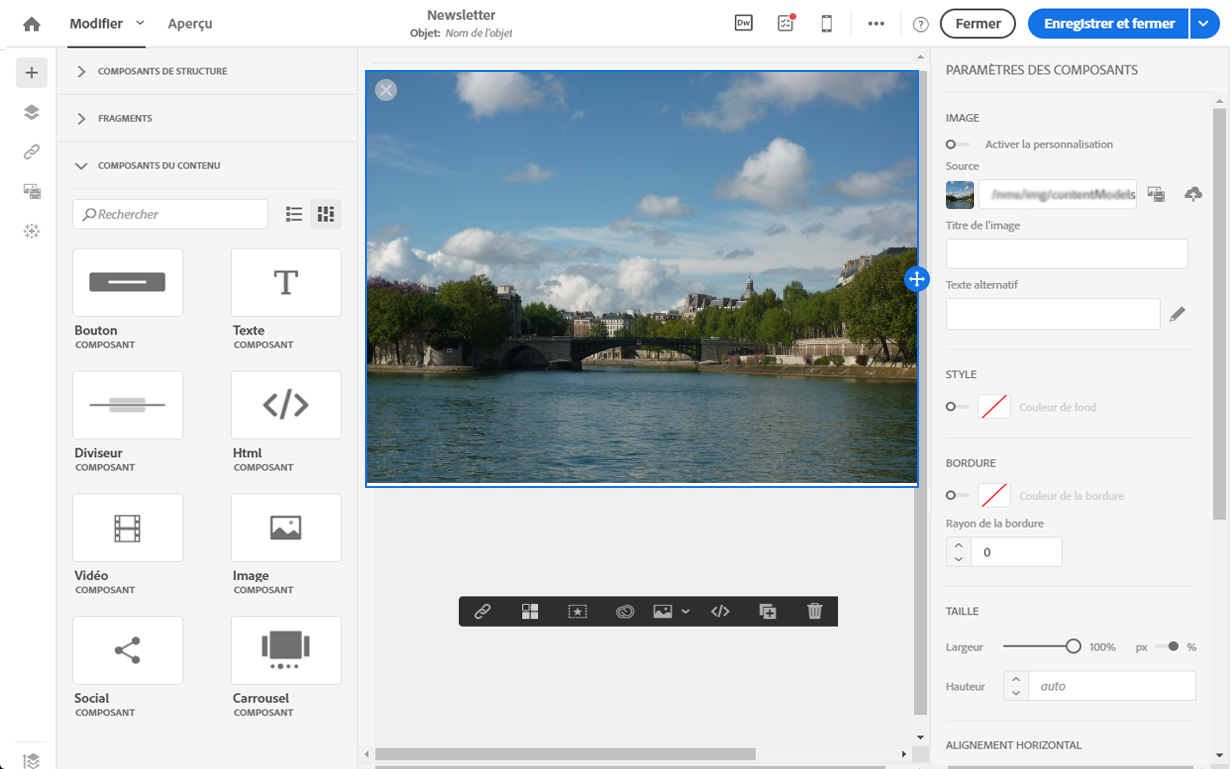 Modifier
Aperçu
Newsletter
Objet: Nom de l'objet
Dw
?
Fermer
Enregistrer et fermer
COMPOSANTS DE STRUCTURE
FRAGMENTS
COMPOSANTS DU CONTENU
Rechercher
Bouton
COMPOSANT
Texte
COMPOSANT
Diviseur
COMPOSANT
Html
COMPOSANT
Vidéo
COMPOSANT
Image
COMPOSANT
Social
COMPOSANT
Carrousel
COMPOSANT
PARAMÈTRES DES COMPOSANTS
IMAGE
Activer la personnalisation
Source
/nms/img/contentModels
Titre de l'image
Texte alternatif
STYLE
Couleur de fond
BORDURE
Couleur de la bordure
Rayon de la bordure
0
TAILLE
Largeur 100% px %
Hauteur auto
ALIGNEMENT HORIZONTAL